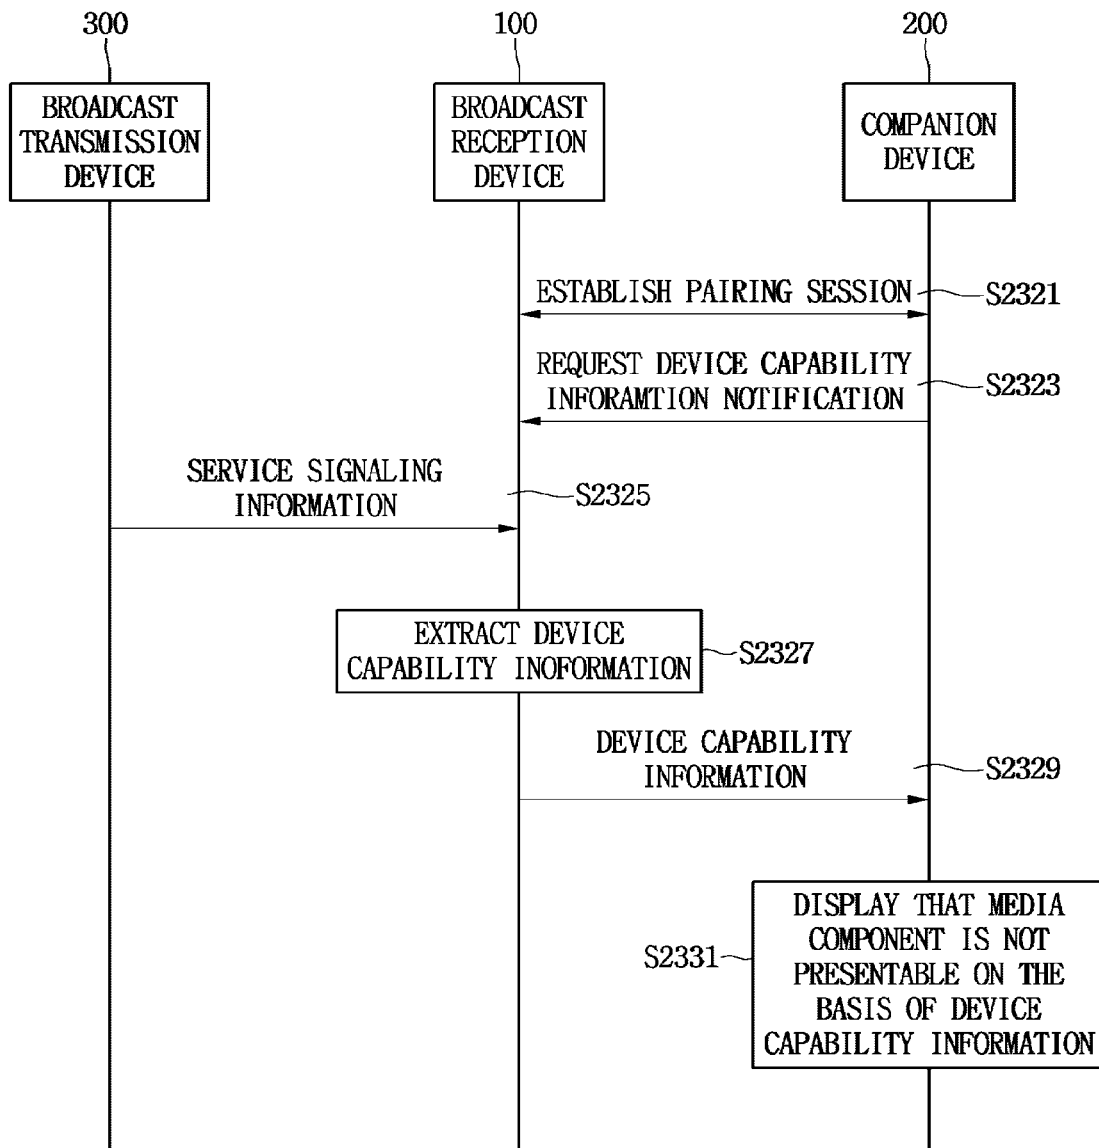 300
100
200
BROADCAST
TRANSMISSION
DEVICE
BROADCAST
RECEPTION
DEVICE
COMPANION
DEVICE
ESTABLISH PAIRING SESSION
S2321
REQUEST DEVICE CAPABILITY
INFORAMTION NOTIFICATION
S2323
SERVICE SIGNALING
INFORMATION
S2325
EXTRACT DEVICE
CAPABILITY INOFORMATION
S2327
DEVICE CAPABILITY
INFORMATION
S2329
DISPLAY THAT MEDIA
COMPONENT IS NOT
PRESENTABLE ON THE
BASIS OF DEVICE
CAPABILITY INFORMATION
S2331